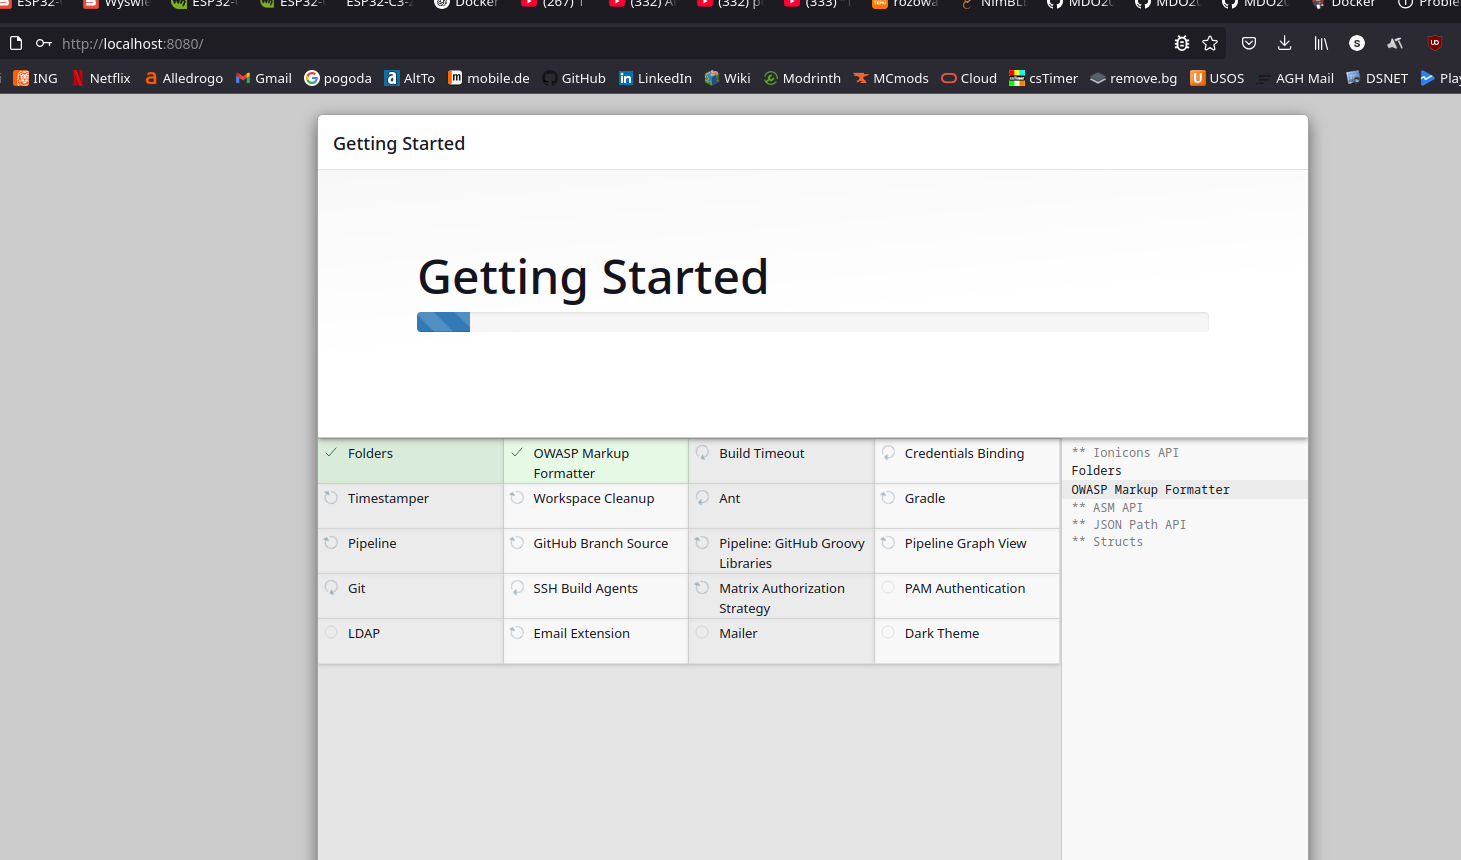 ESP32- Wyświe ESP32-C ESP32- ESP32-C3- Docker (267) (332) (332) p (333) rozowa NimBL MDO2 MDO2 MDO2 Docker Proble
http://localhost:8080/
ING Netflix Alledrogo Gmail pogoda AltTo mobile.de GitHub LinkedIn Wiki Modrinth MCmods Cloud csTimer remove.bg USOS AGH Mail DSNET Play
Getting Started
Getting Started
Folders
OWASP Markup
Formatter
Build Timeout
Credentials Binding
Timestamper
Workspace Cleanup
Ant
Gradle
Pipeline
GitHub Branch Source
Pipeline: GitHub Groovy
Libraries
Pipeline Graph View
Git
SSH Build Agents
Matrix Authorization
Strategy
PAM Authentication
LDAP
Email Extension
Mailer
Dark Theme
** Ionicons API
Folders
OWASP Markup Formatter
** ASM API
** JSON Path API
** Structs